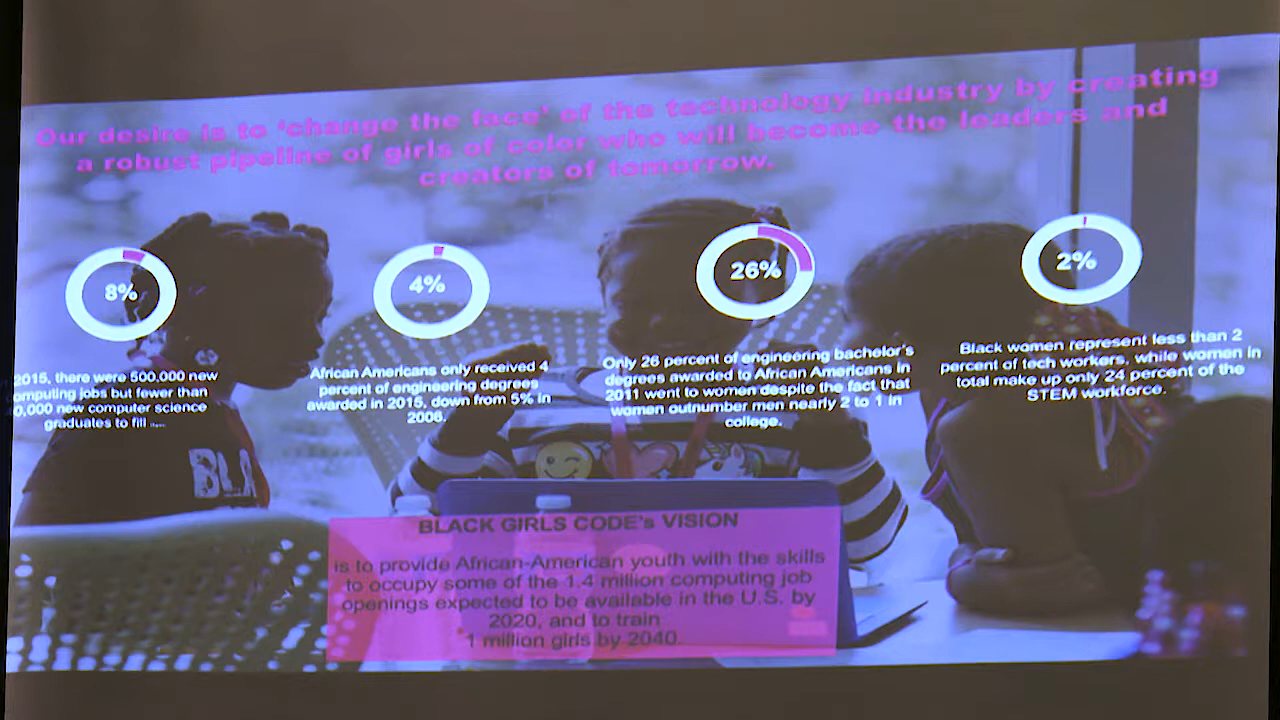 Our desire is to 'change the face' of the technology industry by creating
a robust pipeline of girls of color who will become the leaders and
creators of tomorrow.
8%
4%
26%
2%
2015, there were 500,000 new
omputing jobs but fewer than
0,000 new computer science
graduates to fill
African Americans only received 4
percent of engineering degrees
awarded in 2015, down from 5% in
2006.
Only 26 percent of engineering bachelor's
degrees awarded to African Americans in
2011 went to women despite the fact that
women outnumber men nearly 2 to 1 in
college.
Black women represent less than 2
percent of tech workers, while women in
total make up only 24 percent of the
STEM workforce.
BLA
BLACK GIRLS CODE's VISION
is to provide African-American youth with the skills
to occupy some of the 1.4 million computing job
openings expected to be available in the U.S. by
2020, and to train
1 million girls by 2040.